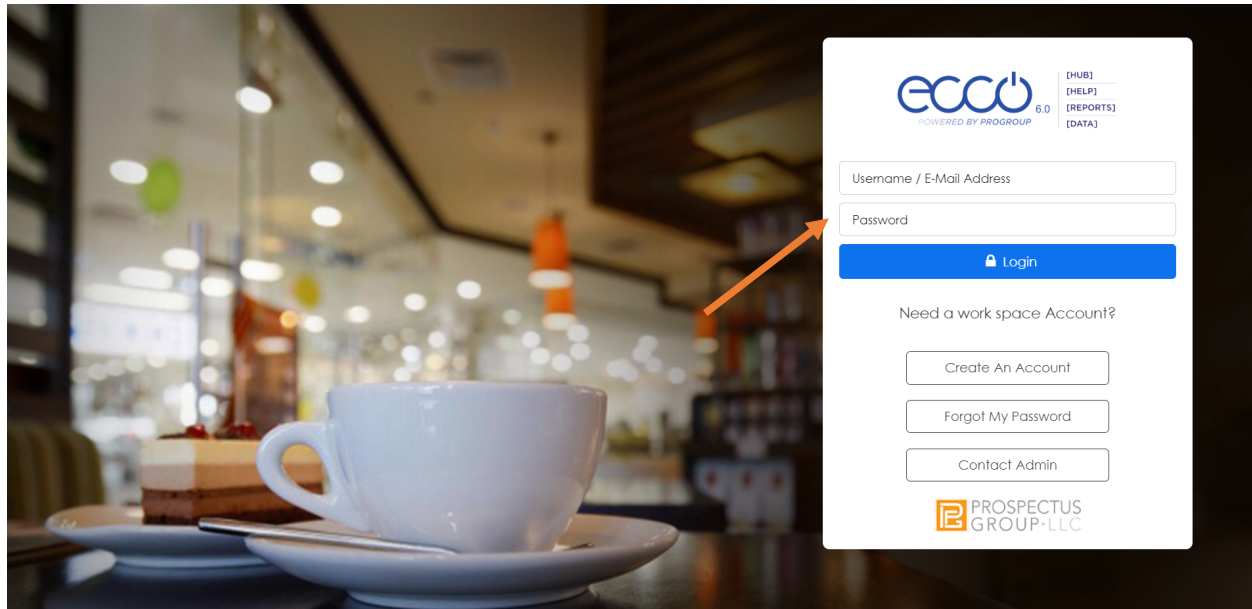 ecco 6.0
POWERED BY PROGROUP
[HUB]
[HELP]
[REPORTS]
[DATA]
Username / E-Mail Address
Password
Login
Need a work space Account?
Create An Account
Forgot My Password
Contact Admin
PROSPECTUS
GROUP·LLC